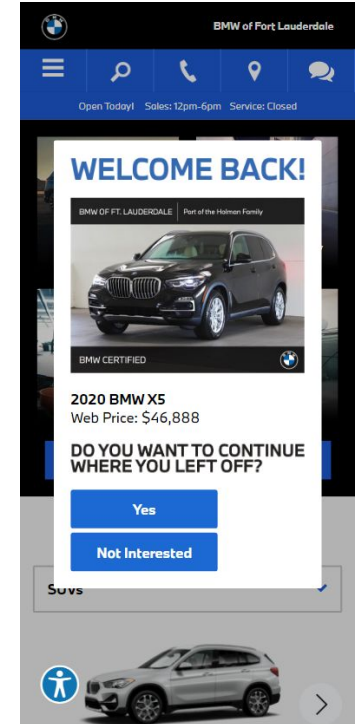 BMW of Fort Lauderdale
Open Today! Sales: 12pm-6pm Service: Closed
WELCOME BACK!
BMW OF FT. LAUDERDALE Part of the Holman Family
BMW CERTIFIED
2020 BMW X5
Web Price: $46,888
DO YOU WANT TO CONTINUE
WHERE YOU LEFT OFF?
Yes
Not Interested
SUVs